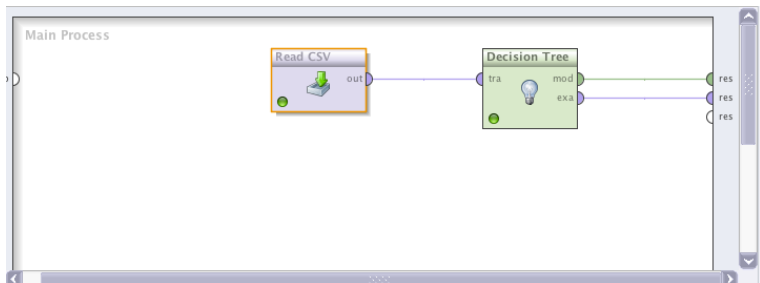 Main Process
Read CSV
out
Decision Tree
tra
mod
exa
res
res
res